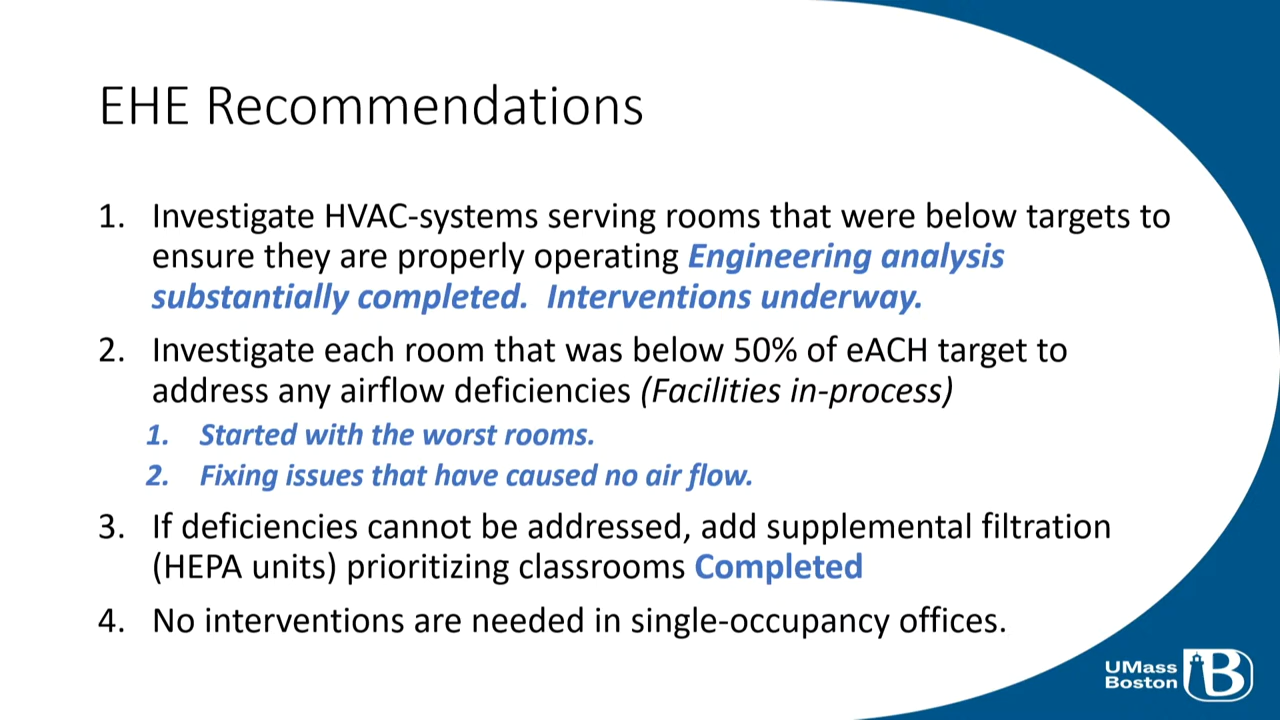 EHE Recommendations
1. Investigate HVAC-systems serving rooms that were below targets to
ensure they are properly operating Engineering analysis
substantially completed.  Interventions underway.
2. Investigate each room that was below 50% of eACH target to
address any airflow deficiencies (Facilities in-process)
1. Started with the worst rooms.
2. Fixing issues that have caused no air flow.
3. If deficiencies cannot be addressed, add supplemental filtration
(HEPA units) prioritizing classrooms Completed
4. No interventions are needed in single-occupancy offices.
UMass
Boston
B